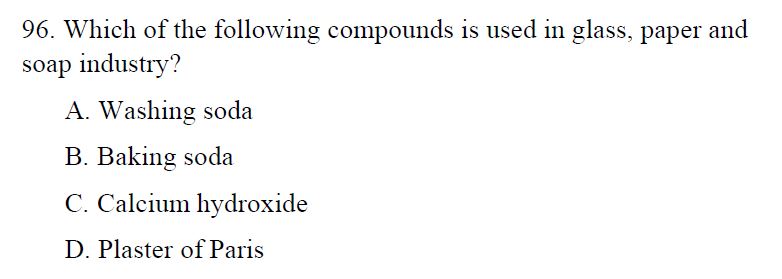 96. Which of the following compounds is used in glass, paper and
soap industry?
A. Washing soda
B. Baking soda
C. Calcium hydroxide
D. Plaster of Paris